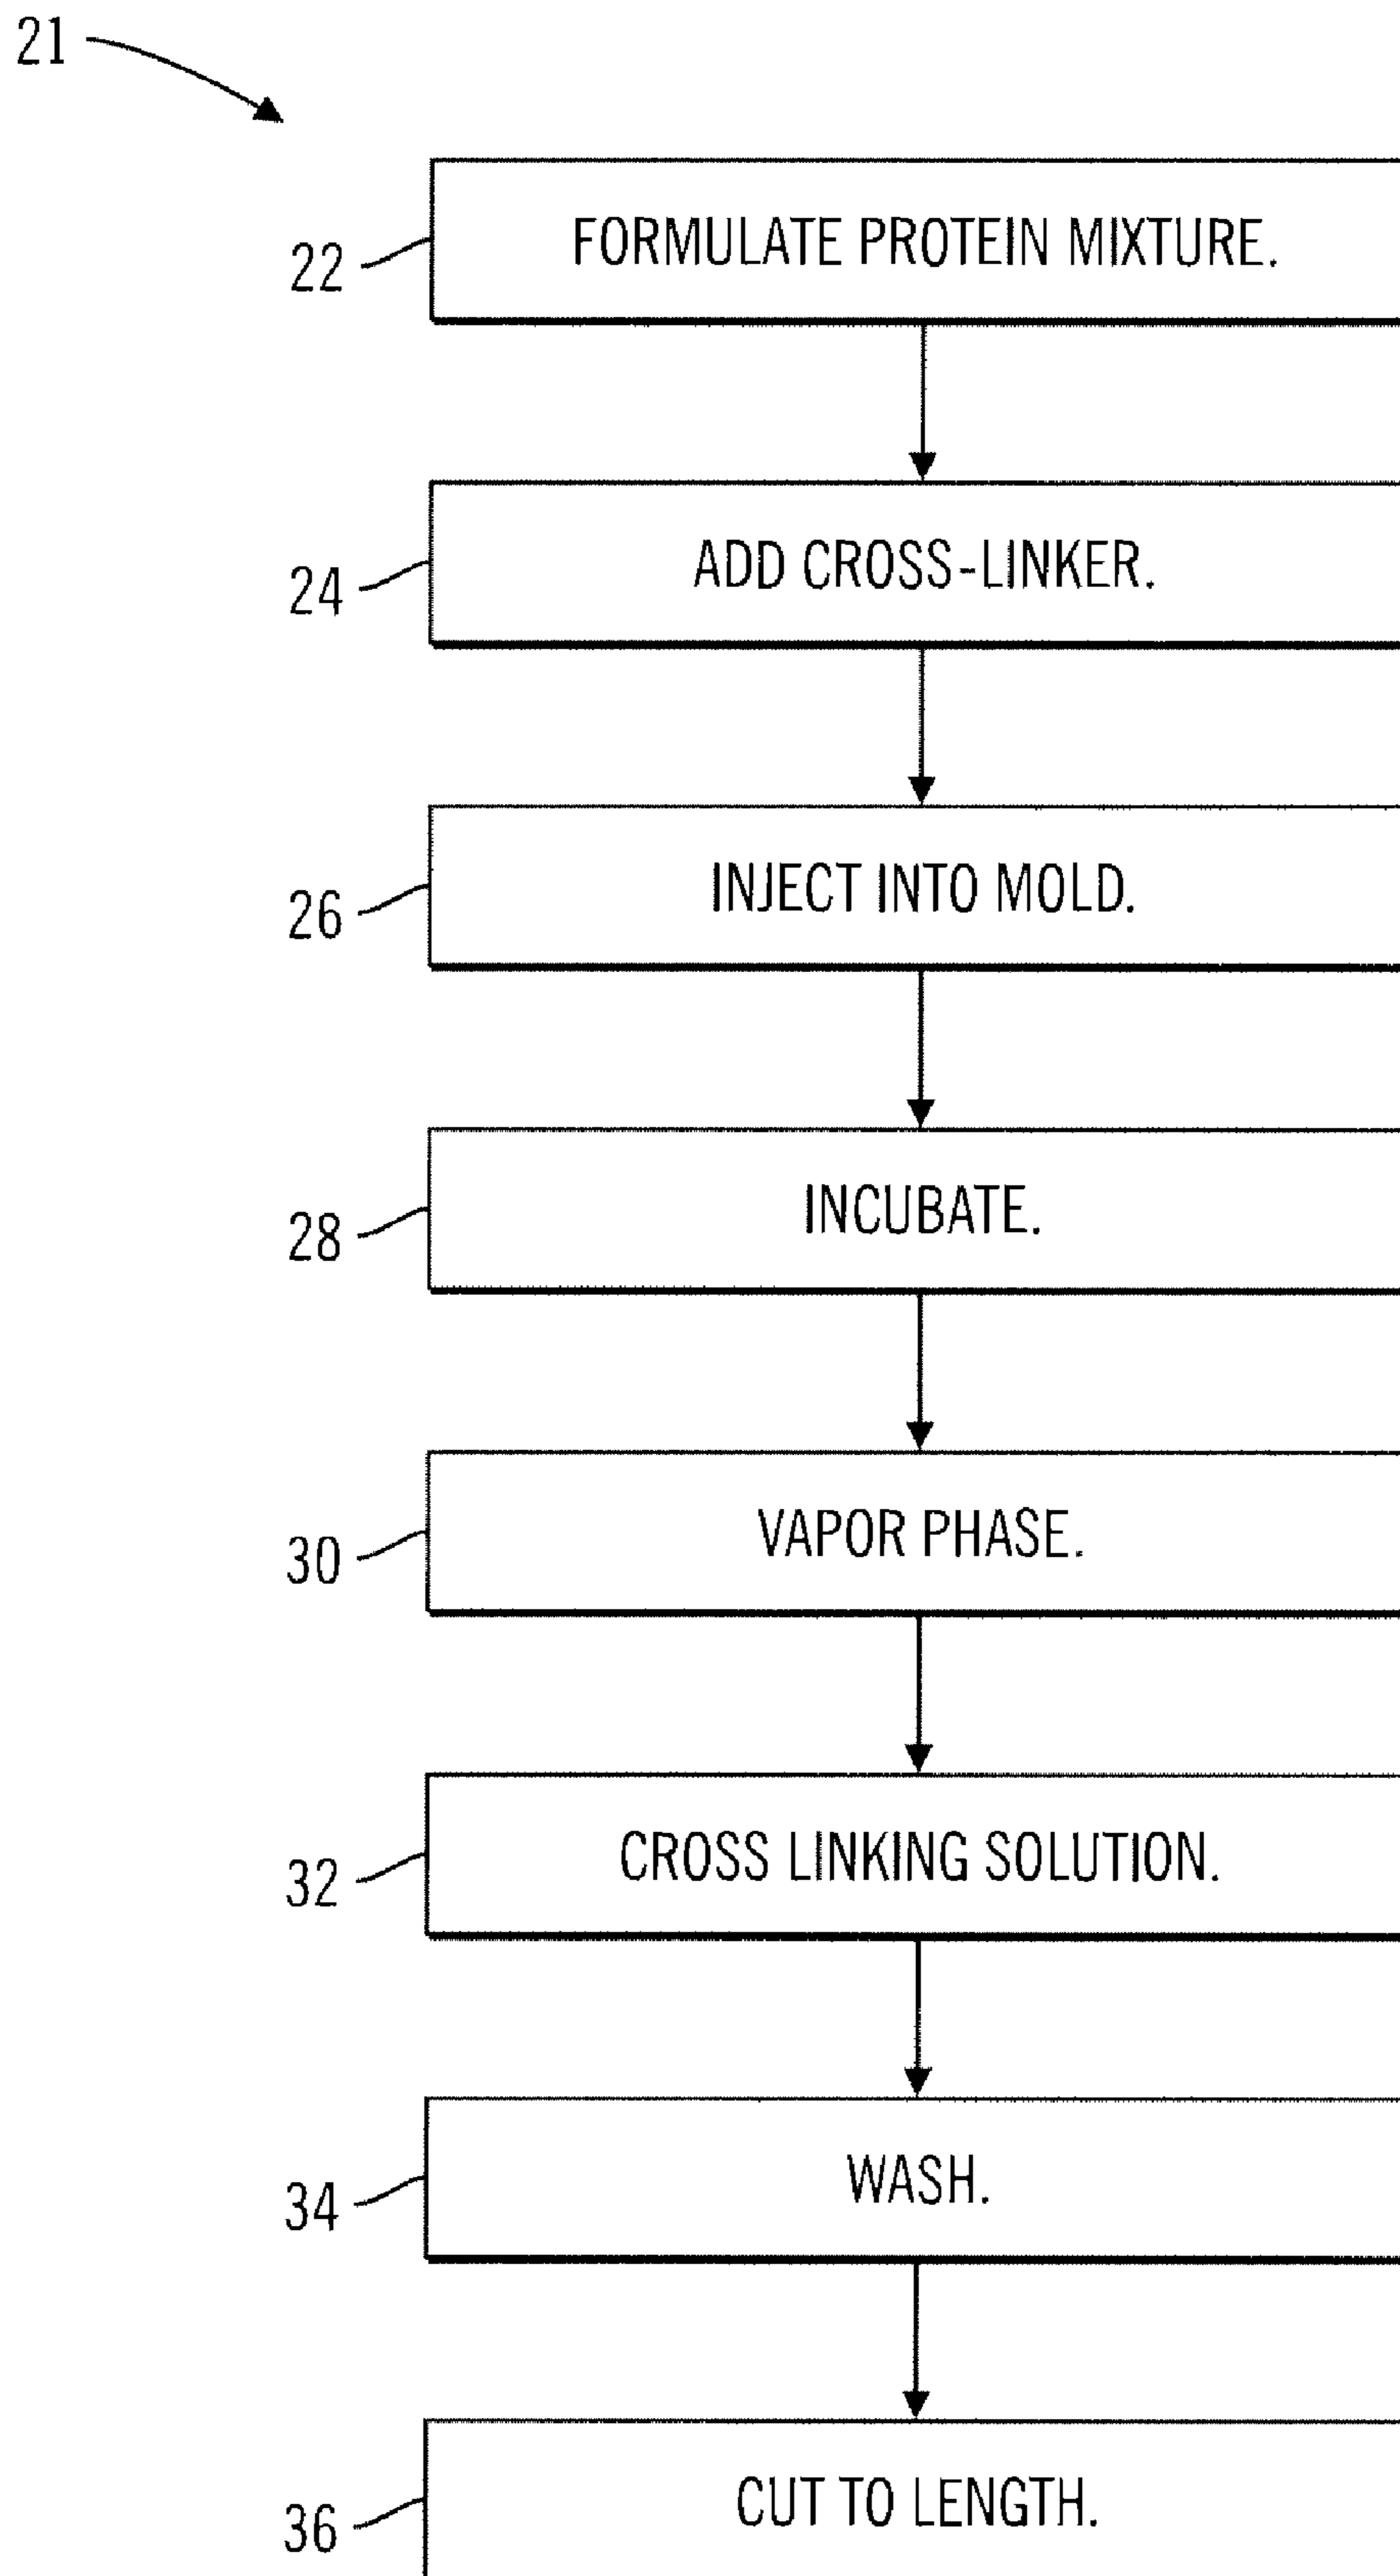 21
22 FORMULATE PROTEIN MIXTURE.
24 ADD CROSS-LINKER.
26 INJECT INTO MOLD.
28 INCUBATE.
30 VAPOR PHASE.
32 CROSS LINKING SOLUTION.
34 WASH.
36 CUT TO LENGTH.